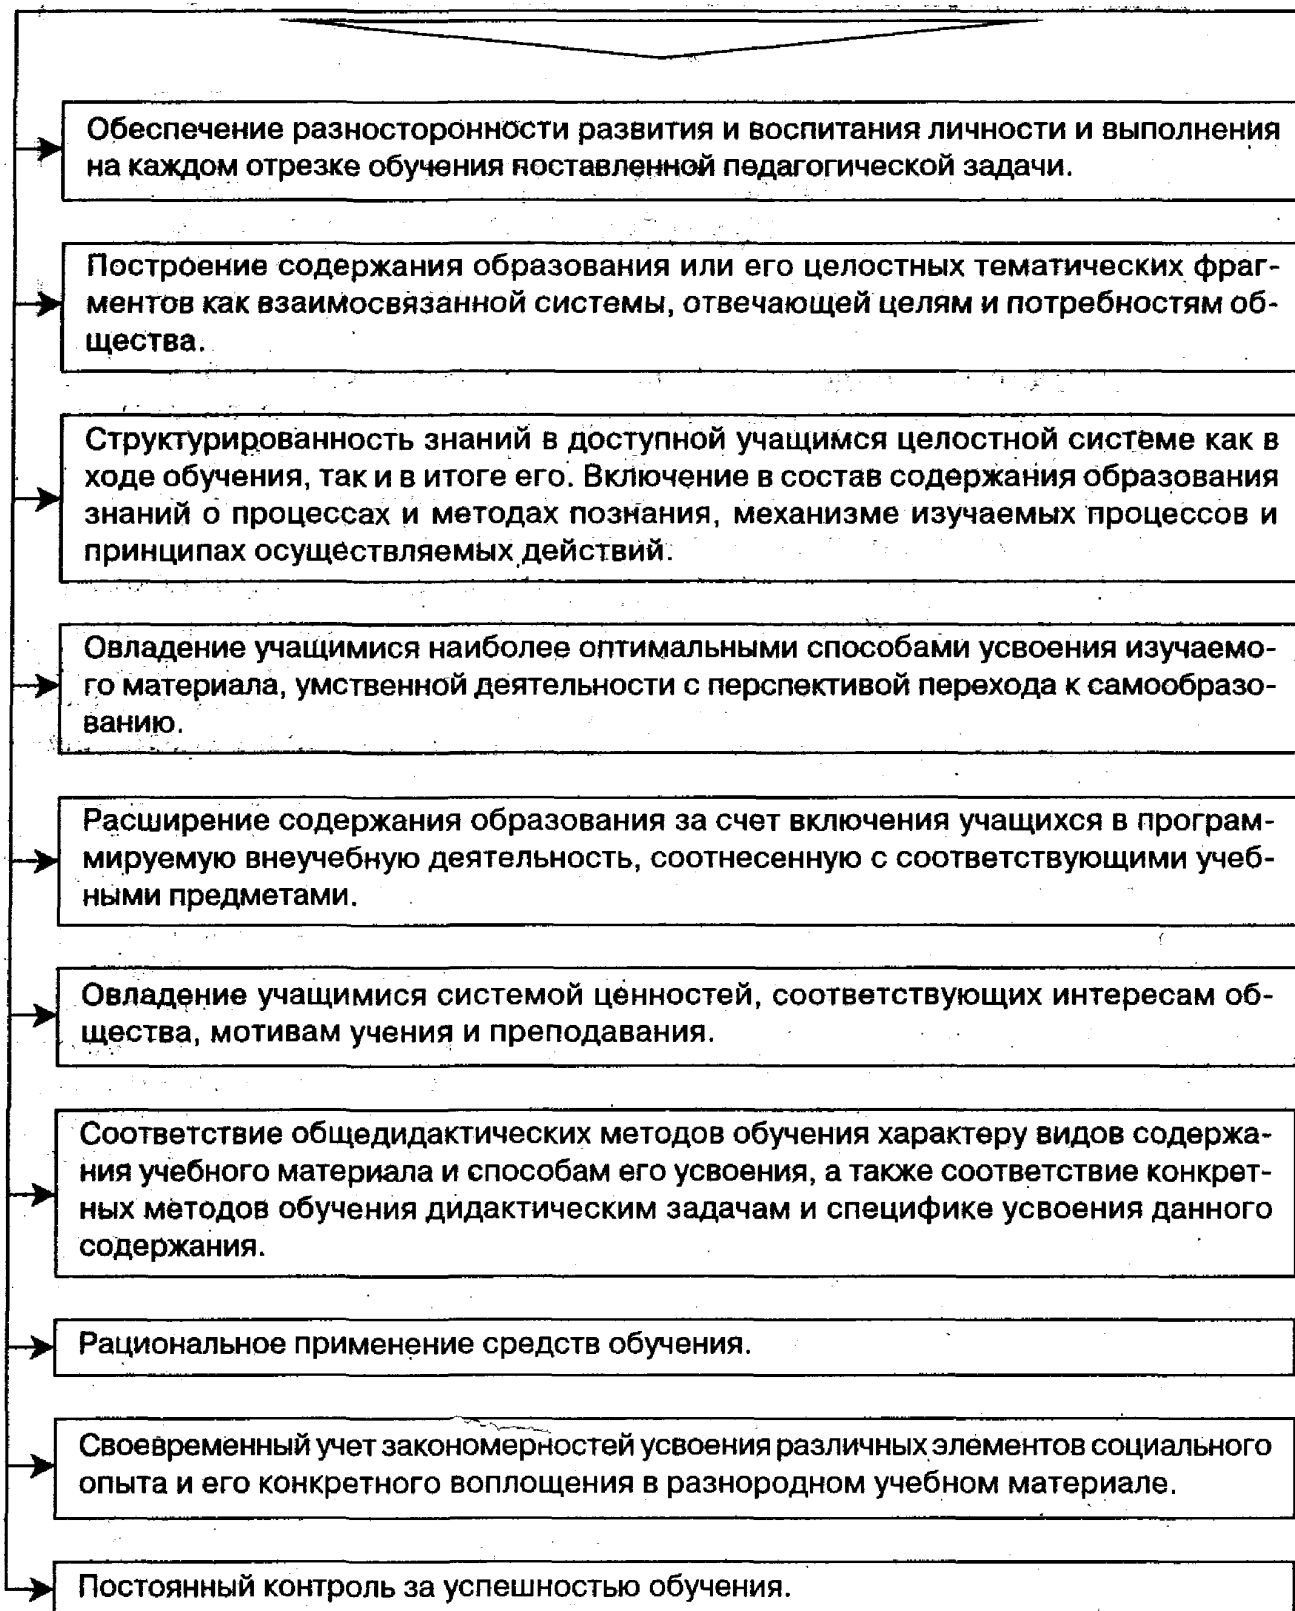 Обеспечение разносторонности развития и воспитания личности и выполнения
на каждом отрезке обучения поставленной педагогической задачи.
Построение содержания образования или его целостных тематических фраг-
ментов как взаимосвязанной системы, отвечающей целям и потребностям об-
щества.
Структурированность знаний в доступной учащимся целостной системе как в
ходе обучения, так и в итоге его. Включение в состав содержания образования
знаний о процессах и методах познания, механизме изучаемых процессов и
принципах осуществляемых действий.
Овладение учащимися наиболее оптимальными способами усвоения изучаемо-
го материала, умственной деятельности с перспективой перехода к самообразо-
ванию.
Расширение содержания образования за счет включения учащихся в програм-
мируемую внеучебную деятельность, соотнесенную с соответствующими учеб-
ными предметами.
Овладение учащимися системой ценностей, соответствующих интересам об-
щества, мотивам учения и преподавания.
Соответствие общедидактических методов обучения характеру видов содержа-
ния учебного материала и способам его усвоения, а также соответствие конкрет-
ных методов обучения дидактическим задачам и специфике усвоения данного
содержания.
Рациональное применение средств обучения.
Своевременный учет закономерностей усвоения различных элементов социального
опыта и его конкретного воплощения в разнородном учебном материале.
Постоянный контроль за успешностью обучения.